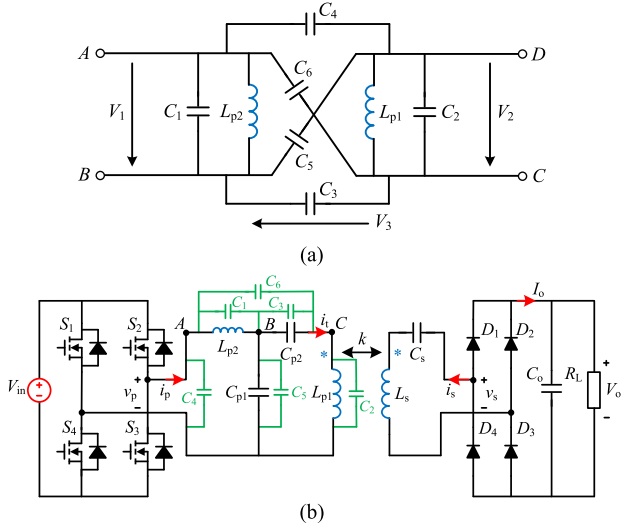 C4
A
D
C6
V1
C1
Lp2
Lp1
C2
V2
C5
B
C
C3
V3
(a)
C6
Io
S1
S2
C1
C3
it
A
B
C
k
Cs
D1
D2
Lp2
Cp2
*
*
Vin
+
vp
-
ip
C4
Cp1
C5
Lp1
C2
Ls
is
+
vs
-
Co
RL
+
Vo
-
S4
S3
D4
D3
(b)